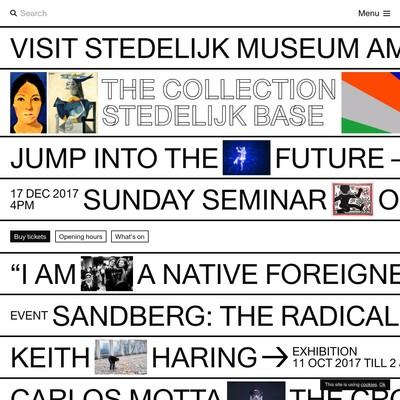 Search
Menu
VISIT STEDELIJK MUSEUM AM
THE COLLECTION
STEDELIJK BASE
JUMP INTO THE FUTURE –
17 DEC 2017
4PM
SUNDAY SEMINAR
Buy tickets
Opening hours
What's on
“I AM A NATIVE FOREIGNE
EVENT SANDBERG: THE RADICAL
KEITH HARING → EXHIBITION
11 OCT 2017 TILL 2
CARLOS MOTTA THE CRO
This site is using cookies Ok